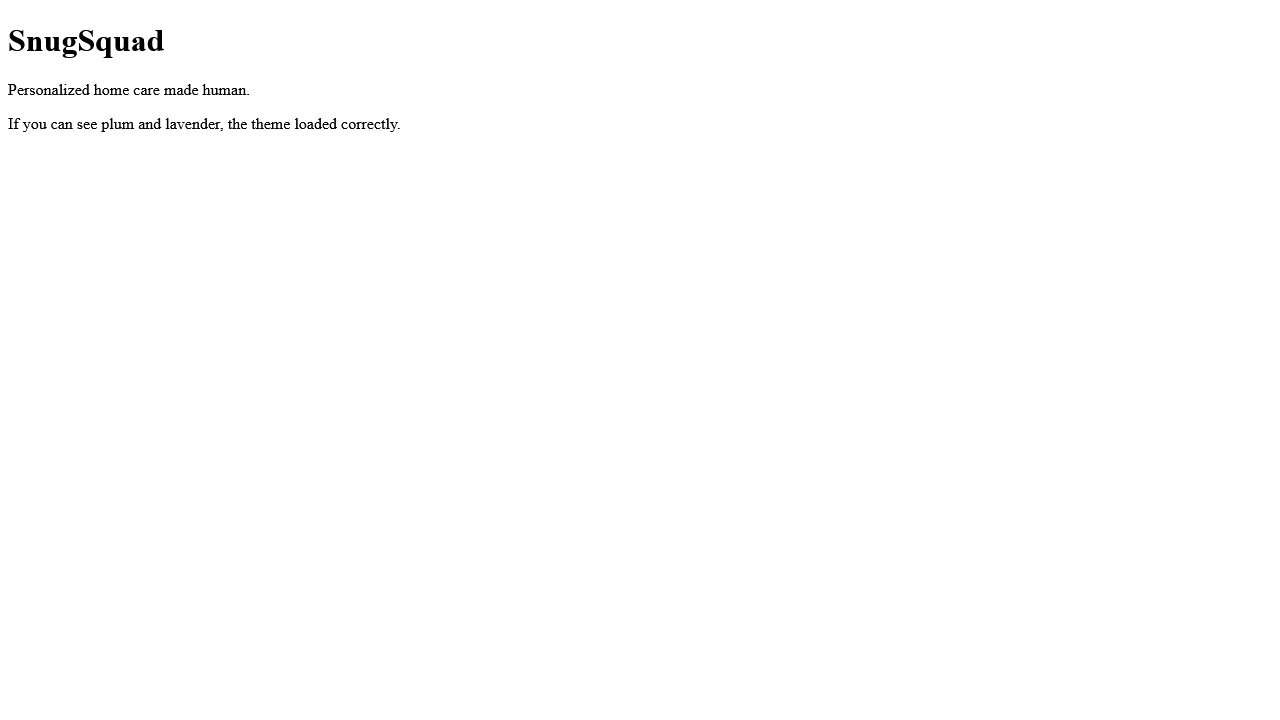 SnugSquad
Personalized home care made human.
If you can see plum and lavender, the theme loaded correctly.